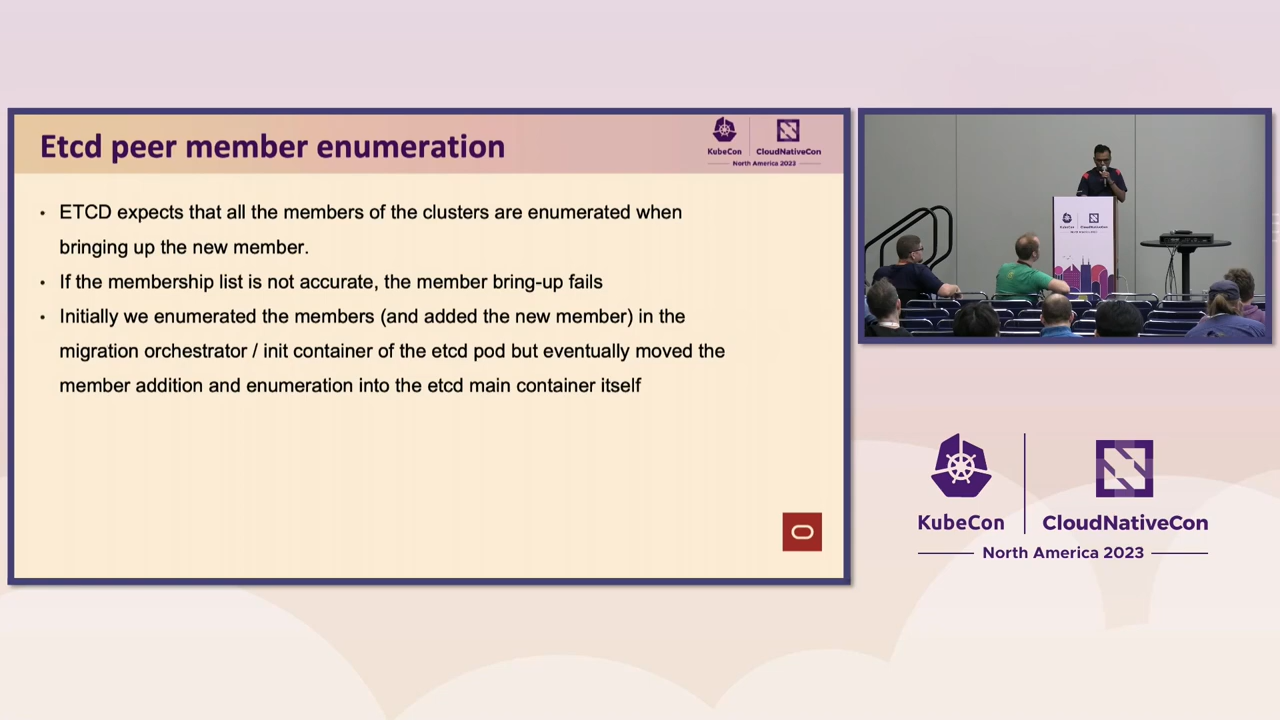 Etcd peer member enumeration
KubeCon
CloudNativeCon
North America 2023
• ETCD expects that all the members of the clusters are enumerated when
bringing up the new member.
• If the membership list is not accurate, the member bring-up fails
• Initially we enumerated the members (and added the new member) in the
migration orchestrator / init container of the etcd pod but eventually moved the
member addition and enumeration into the etcd main container itself
KubeCon
CloudNativeCon
North America 2023